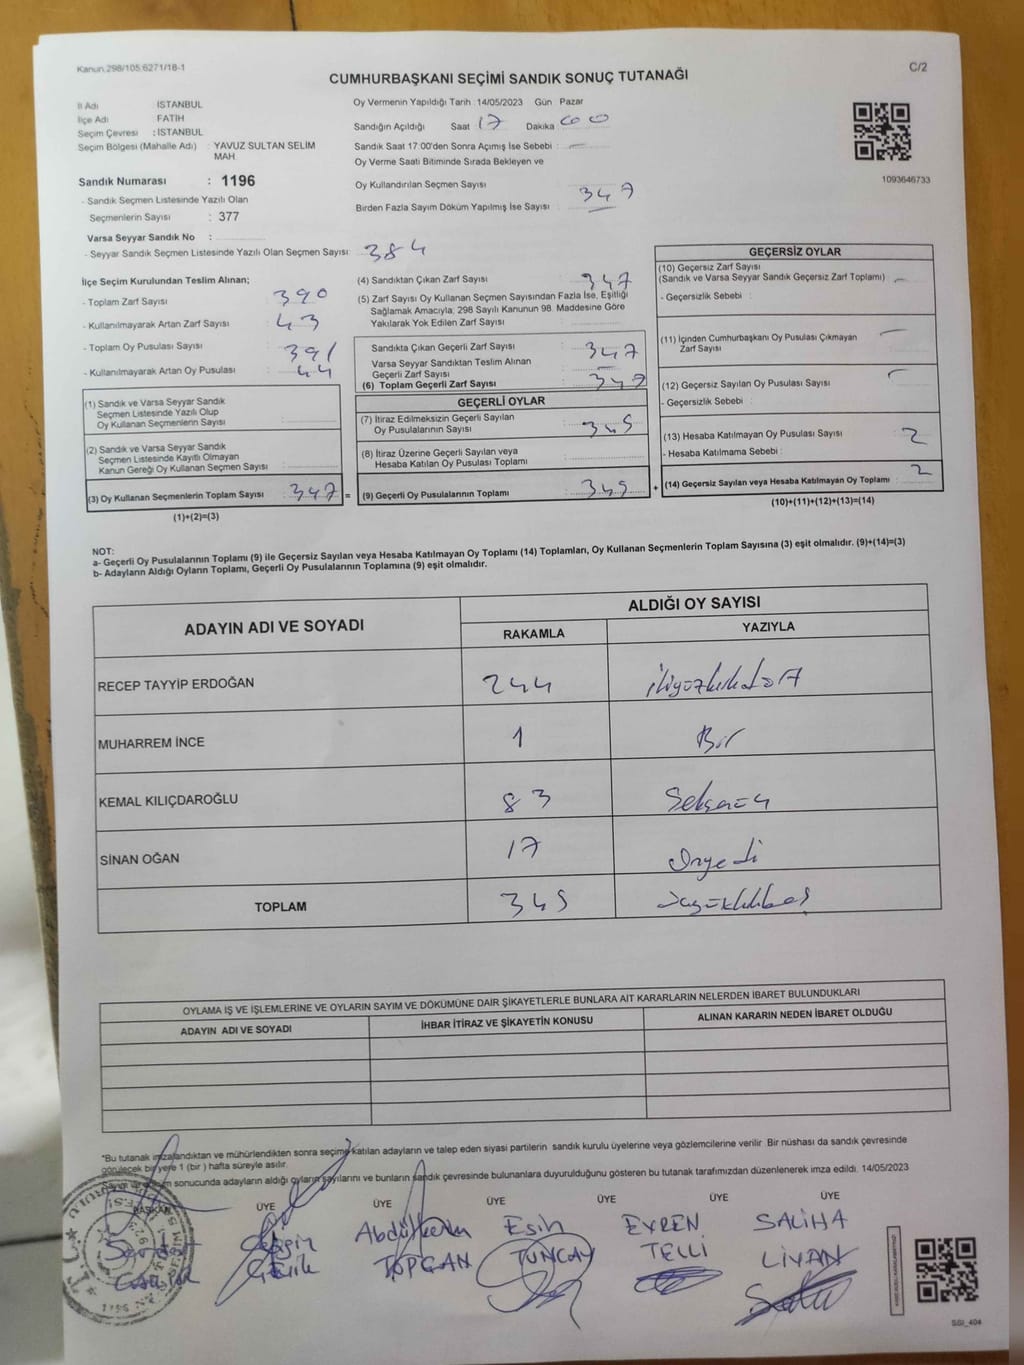 Kanun.298/105.6271/16-1
C/2
CUMHURBAŞKANI SEÇİMİ SANDIK SONUÇ TUTANAĞI
İl Adı İSTANBUL
İlçe Adı FATİH
Seçim Çevresi : İSTANBUL
Seçim Bölgesi (Mahalle Adı) : YAVUZ SULTAN SELİM MAH
Sandık Numarası : 1196
- Sandık Seçmen Listesinde Yazılı Olan
Seçmenlerin Sayısı : 377
Varsa Seyyar Sandık No :
- Seyyar Sandık Seçmen Listesinde Yazılı Olan Seçmen Sayısı: 384
Oy Vermenin Yapıldığı Tarih : 14/05/2023 Gün Pazar
Sandığın Açıldığı Saat 17 Dakika 00
Sandık Saat 17:00'den Sonra Açımış İse Sebebi : -
Oy Verme Saati Bitiminde Sırada Bekleyen ve
Oy Kullandırılan Seçmen Sayısı 347
Birden Fazla Sayım Döküm Yapılmış İse Sayısı : -
1093646733
İlçe Seçim Kurulundan Teslim Alınan;
- Toplam Zarf Sayısı 390
- Kullanılmayarak Artan Zarf Sayısı : 43
- Toplam Oy Pusulası Sayısı 391
- Kullanılmayarak Artan Oy Pusulası : 44
(1) Sandık ve Varsa Seyyar Sandık
Seçmen Listesinde Yazılı Olup
Oy Kullanan Seçmenlerin Sayısı :
(2) Sandık ve Varsa Seyyar Sandık
Seçmen Listesinde Kayıtlı Olmayan
Kanun Gereği Oy Kullanan Seçmen Sayısı :
(3) Oy Kullanan Seçmenlerin Toplam Sayısı : 347 =
(1)+(2)=(3)
(4) Sandıktan Çıkan Zarf Sayısı : 347
(5) Zarf Sayısı Oy Kullanan Seçmen Sayısından Fazla İse, Eşitliği
Sağlamak Amacıyla, 298 Sayılı Kanunun 98. Maddesine Göre
Yakılarak Yok Edilen Zarf Sayısı :
Sandıkta Çıkan Geçerli Zarf Sayısı : 347
Varsa Seyyar Sandıktan Teslim Alınan
Geçerli Zarf Sayısı : -
(6) Toplam Geçerli Zarf Sayısı : 347
GEÇERLİ OYLAR
(7) İtiraz Edilmeksizin Geçerli Sayılan
Oy Pusulalarının Sayısı : 345
(8) İtiraz Üzerine Geçerli Sayılan veya
Hesaba Katılan Oy Pusulası Toplamı :
(9) Geçerli Oy Pusulalarının Toplamı : 345 +
GEÇERSİZ OYLAR
(10) Geçersiz Zarf Sayısı
(Sandık ve Varsa Seyyar Sandık Geçersiz Zarf Toplamı) : -
- Geçersizlik Sebebi :
(11) İçinden Cumhurbaşkanı Oy Pusulası Çıkmayan
Zarf Sayısı : -
(12) Geçersiz Sayılan Oy Pusulası Sayısı : -
- Geçersizlik Sebebi :
(13) Hesaba Katılmayan Oy Pusulası Sayısı : 2
- Hesaba Katılmama Sebebi :
(14) Geçersiz Sayılan veya Hesaba Katılmayan Oy Toplamı : 2
(10)+(11)+(12)+(13)=(14)
NOT:
a- Geçerli Oy Pusulalarının Toplamı (9) ile Geçersiz Sayılan veya Hesaba Katılmayan Oy Toplamı (14) Toplamları, Oy Kullanan Seçmenlerin Toplam Sayısına (3) eşit olmalıdır. (9)+(14)=(3)
b- Adayların Aldığı Oyların Toplamı, Geçerli Oy Pusulalarının Toplamına (9) eşit olmalıdır.
ADAYIN ADI VE SOYADI
ALDIĞI OY SAYISI
RAKAMLA YAZIYLA
RECEP TAYYİP ERDOĞAN 244 ikiyüzkırkdört
MUHARREM İNCE 1 Bir
KEMAL KILIÇDAROĞLU 83 Seksenüç
SİNAN OĞAN 17 Onyedi
TOPLAM 345 üçyüzkırkbeş
OYLAMA İŞ VE İŞLEMLERİNE VE OYLARIN SAYIM VE DÖKÜMÜNE DAİR ŞİKAYETLERLE BUNLARA AİT KARARLARIN NELERDEN İBARET BULUNDUKLARI
ADAYIN ADI VE SOYADI İHBAR İTİRAZ VE ŞİKAYETİN KONUSU ALINAN KARARIN NEDEN İBARET OLDUĞU
*Bu tutanak imzalandıktan ve mühürlendikten sonra seçime katılan adayların ve talep eden siyasi partilerin sandık kurulu üyelerine veya gözlemcilerine verilir. Bir nüshası da sandık çevresinde
görülecek bir yere 1 (bir) hafta süreyle asılır.
sonucunda adayların aldığı oyların sayılarını ve bunların sandık çevresinde bulunanlara duyurulduğunu gösteren bu tutanak tarafımızdan düzenlenerek imza edildi. 14/05/2023
BAŞKAN ÜYE ÜYE ÜYE ÜYE ÜYE ÜYE
Serdar Abdulkerim Esin EVREN SALİHA
TOPÇAN TUNCAY TELLİ LİVAN
SSI_404